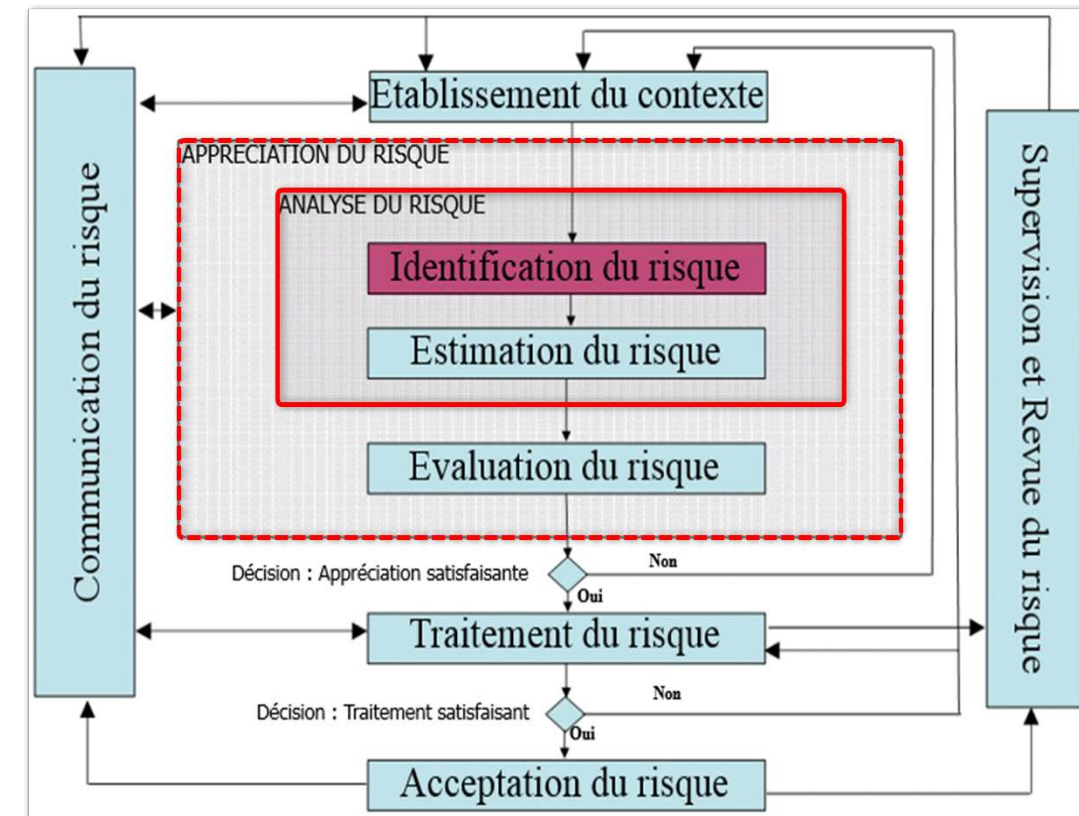 Etablissement du contexte
APPRECIATION DU RISQUE
ANALYSE DU RISQUE
Identification du risque
Estimation du risque
Evaluation du risque
Décision : Appréciation satisfaisante
Non
Oui
Traitement du risque
Décision : Traitement satisfaisant
Non
Oui
Acceptation du risque
Communication du risque
Supervision et Revue du risque